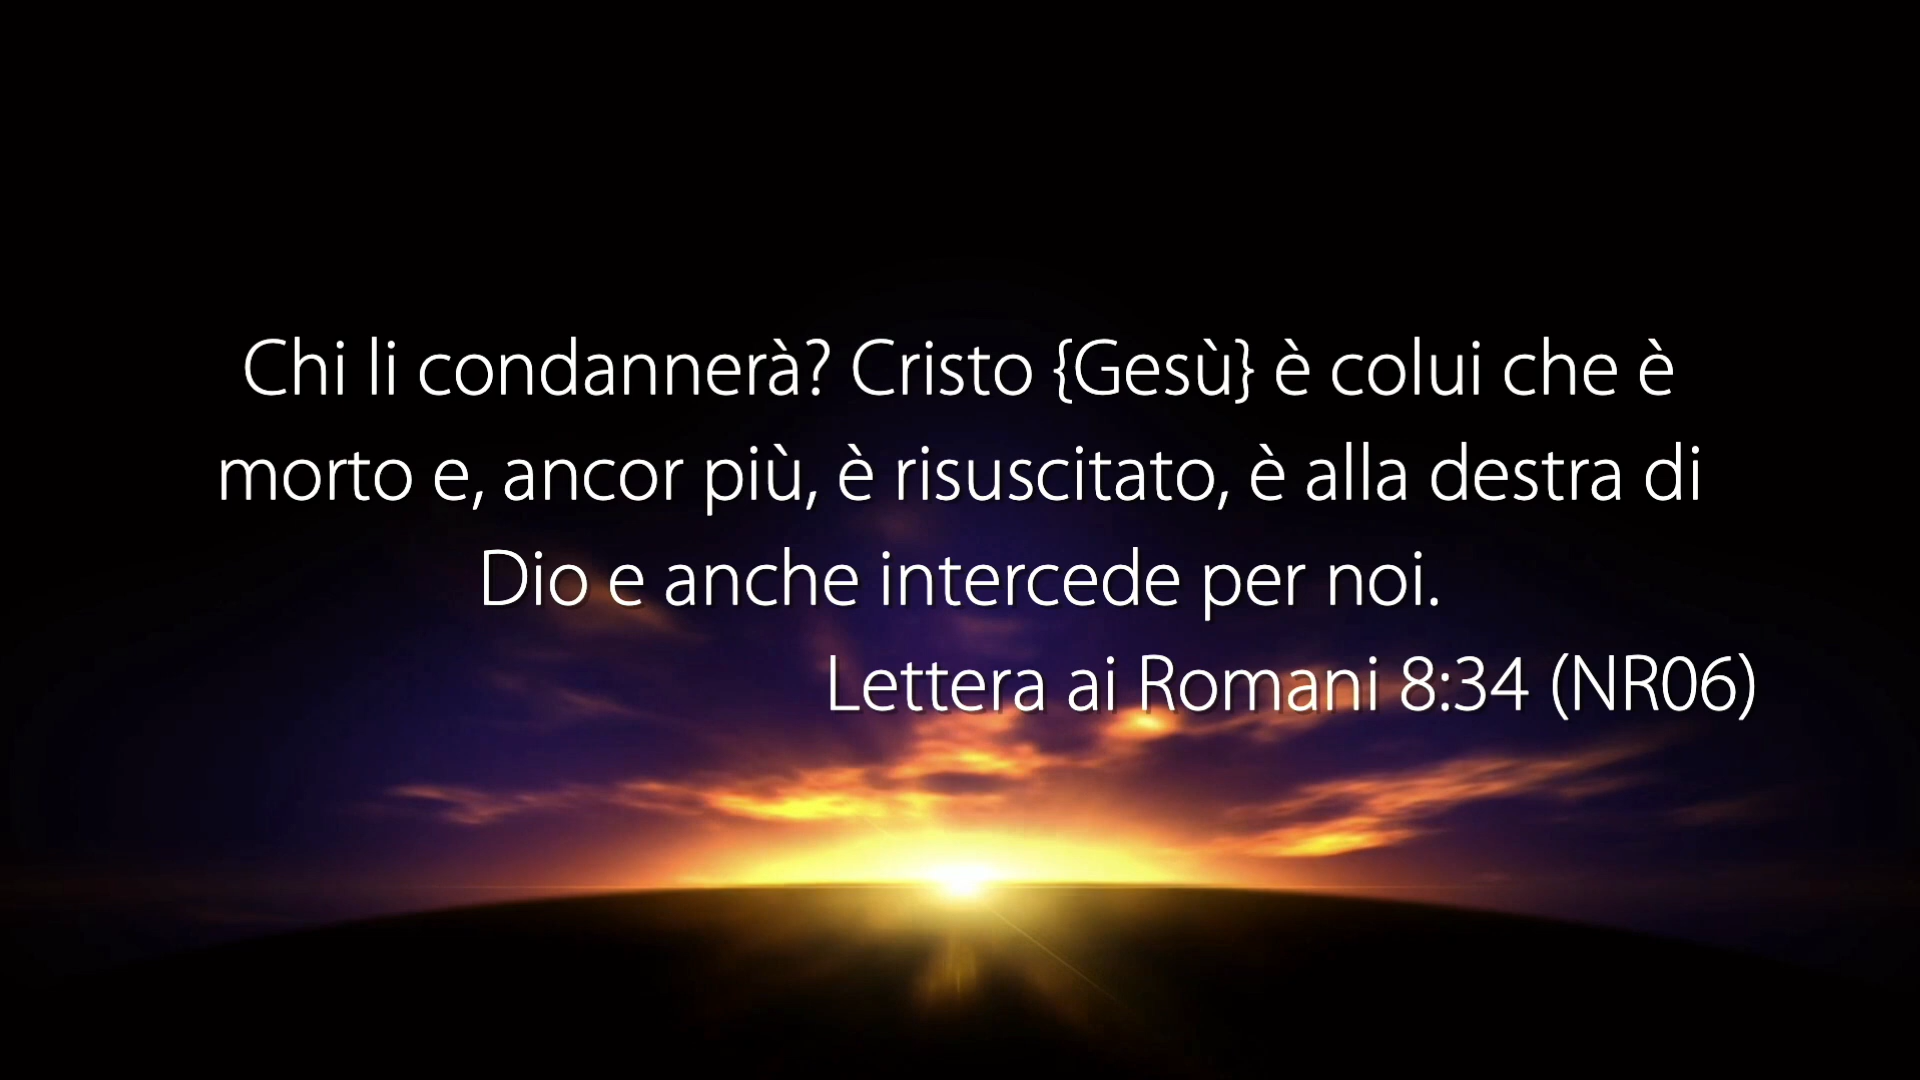 Chi li condannerà? Cristo {Gesù} è colui che è
morto e, ancor più, è risuscitato, è alla destra di
Dio e anche intercede per noi.
Lettera ai Romani 8:34 (NR06)